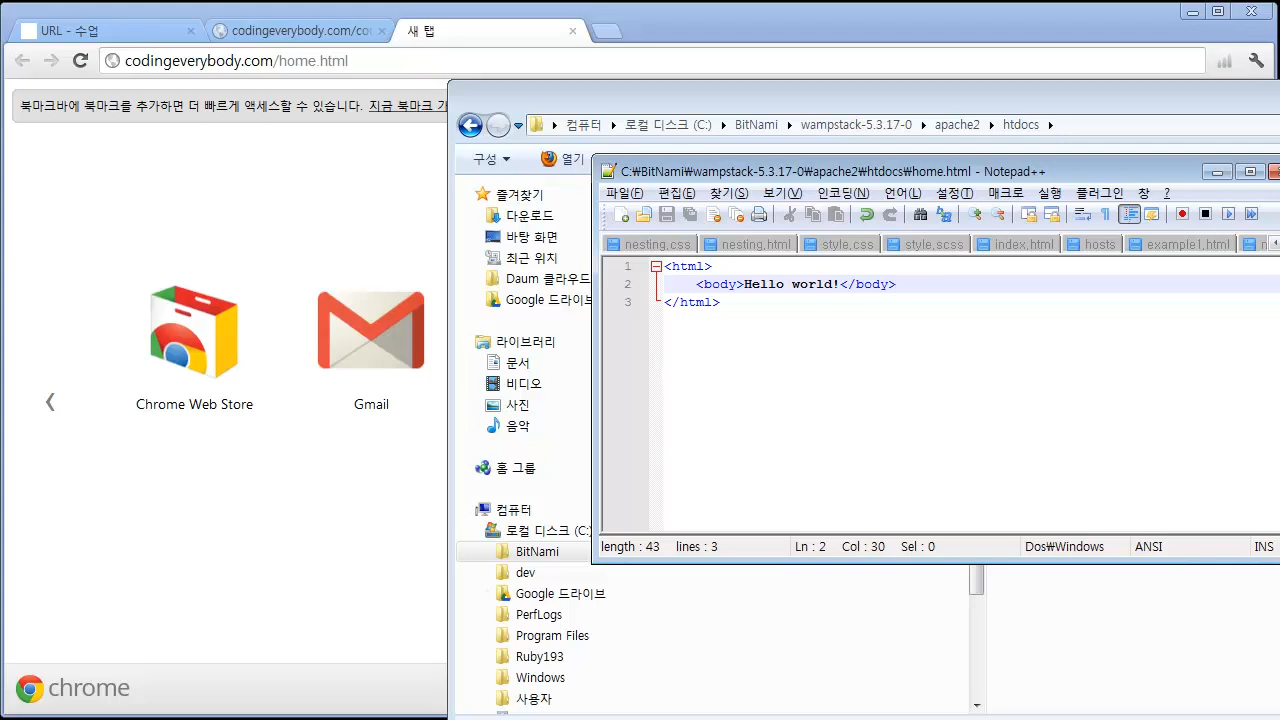 URL - 수업
codingeverybody.com/co
새 탭
codingeverybody.com/home.html
북마크바에 북마크를 추가하면 더 빠르게 액세스할 수 있습니다. 지금 북마크 가
Chrome Web Store
Gmail
chrome
컴퓨터
로컬 디스크 (C:)
BitNami
wampstack-5.3.17-0
apache2
htdocs
구성
열기
즐겨찾기
다운로드
바탕 화면
최근 위치
Daum 클라우드
Google 드라이브
라이브러리
문서
비디오
사진
음악
홈 그룹
컴퓨터
로컬 디스크 (C:
BitNami
dev
Google 드라이브
PerfLogs
Program Files
Ruby193
Windows
사용자
C:₩BitNami₩wampstack-5.3.17-0₩apache2₩htdocs₩home.html - Notepad++
파일(F) 편집(E) 찾기(S) 보기(V) 인코딩(N) 언어(L) 설정(T) 매크로 실행 플러그인 창 ?
nesting.css
nesting.html
style.css
style.scss
index.html
hosts
example1.html
1 <html>
2 <body>Hello world!</body>
3 </html>
length : 43 lines : 3
Ln : 2 Col : 30 Sel : 0
Dos₩Windows
ANSI
INS